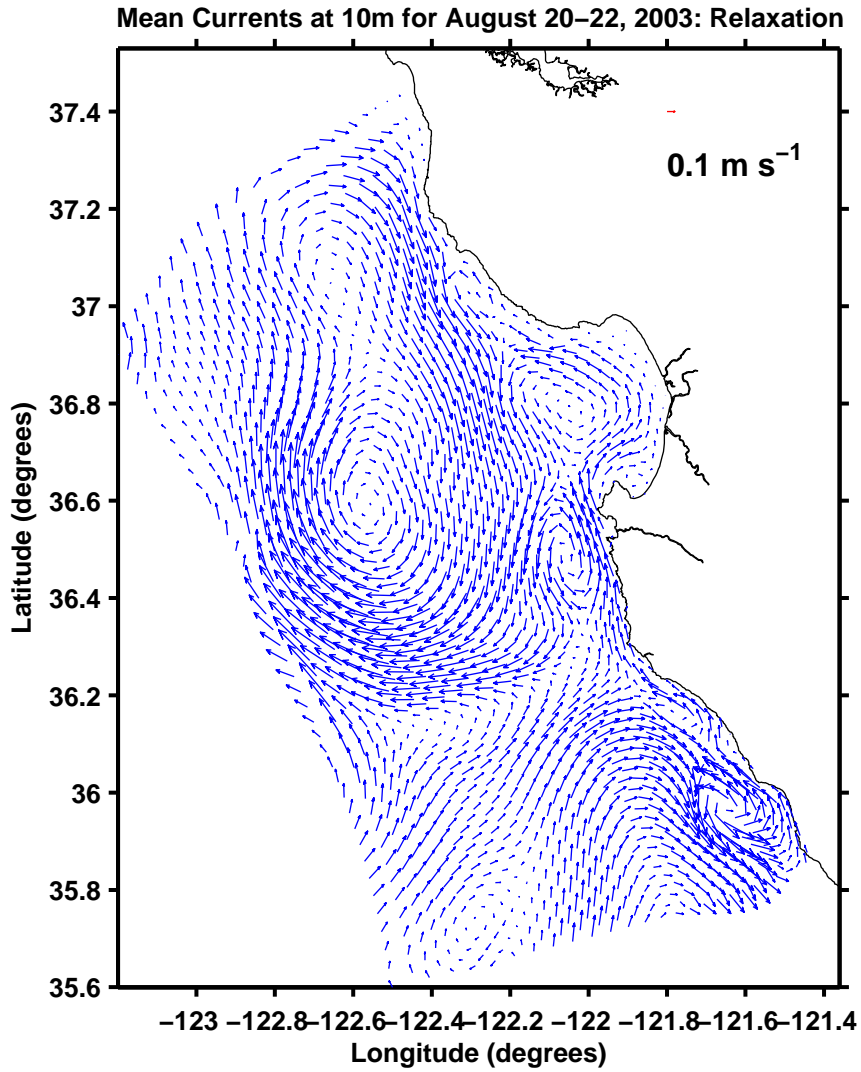 Mean Currents at 10m for August 20−22, 2003: Relaxation
0.1 m s−1
37.4
37.2
37
36.8
36.6
36.4
36.2
36
35.8
35.6
Latitude (degrees)
−123 −122.8 −122.6 −122.4 −122.2 −122 −121.8 −121.6 −121.4
Longitude (degrees)